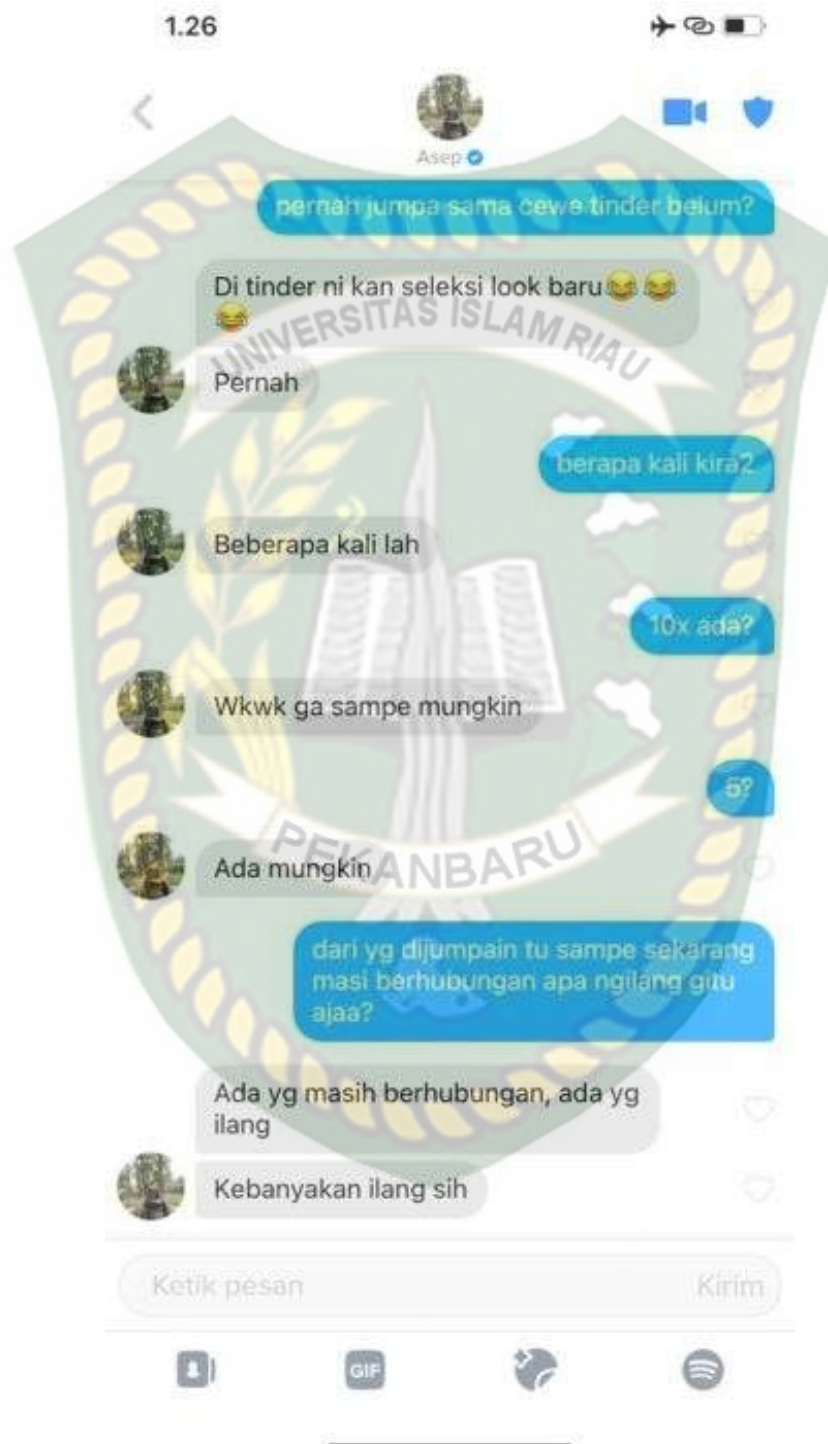 1.26
Asep
pernah jumpa sama cewe tinder belum?
Di tinder ni kan seleksi look baru😂😂
😂
UNIVERSITAS ISLAM RIAU
Pernah
berapa kali kira2
Beberapa kali lah
10x ada?
Wkwk ga sampe mungkin
5?
PEKANBARU
Ada mungkin
dari yg dijumpain tu sampe sekarang
masi berhubungan apa ngilang gitu
ajaa?
Ada yg masih berhubungan, ada yg
ilang
Kebanyakan ilang sih
Ketik pesan
Kirim
GIF